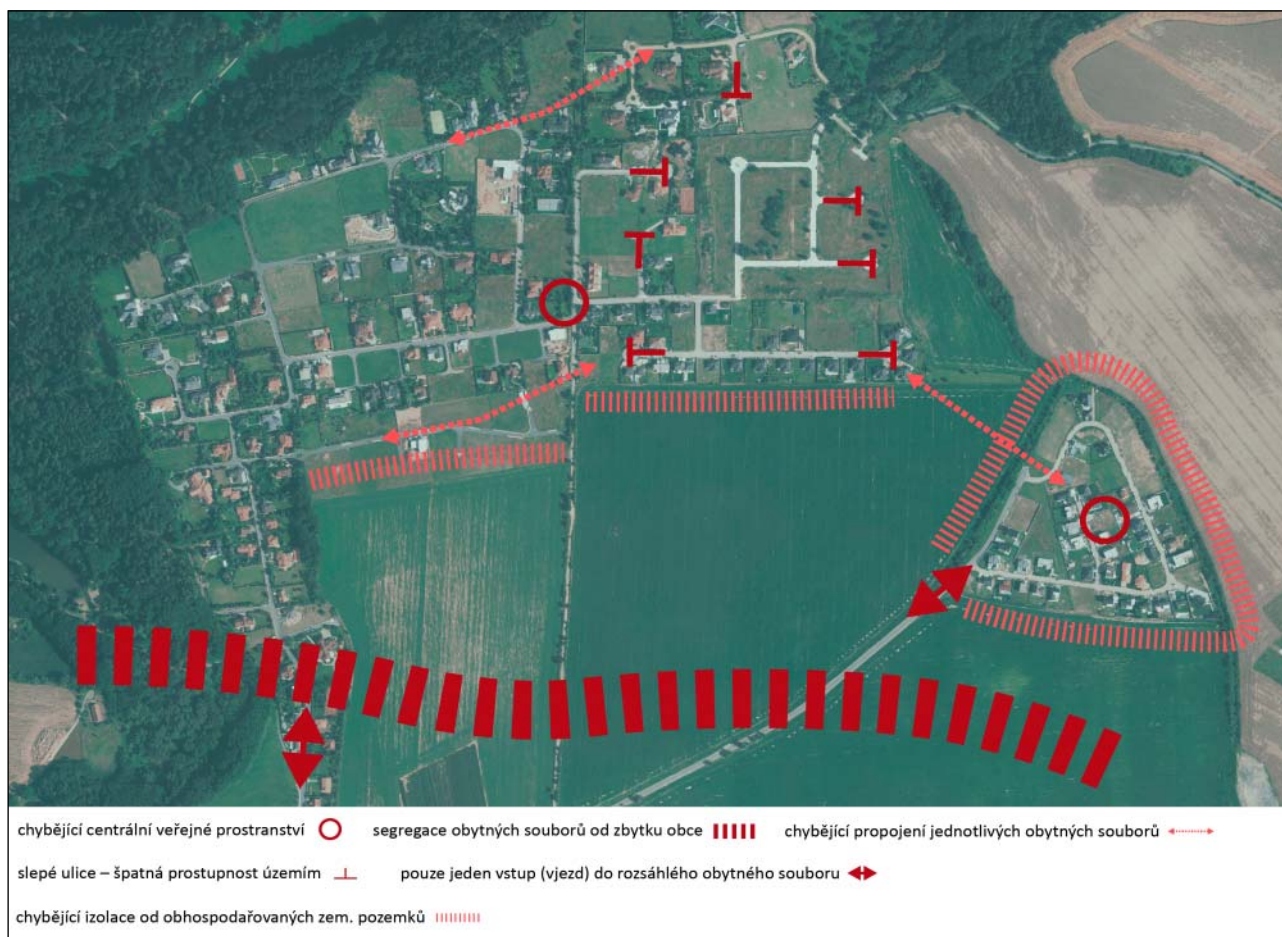 chybějící centrální veřejné prostranství segregace obytných souborů od zbytku obce chybějící propojení jednotlivých obytných souborů
slepé ulice – špatná prostupnost územím pouze jeden vstup (vjezd) do rozsáhlého obytného souboru
chybějící izolace od obhospodařovaných zem. pozemků